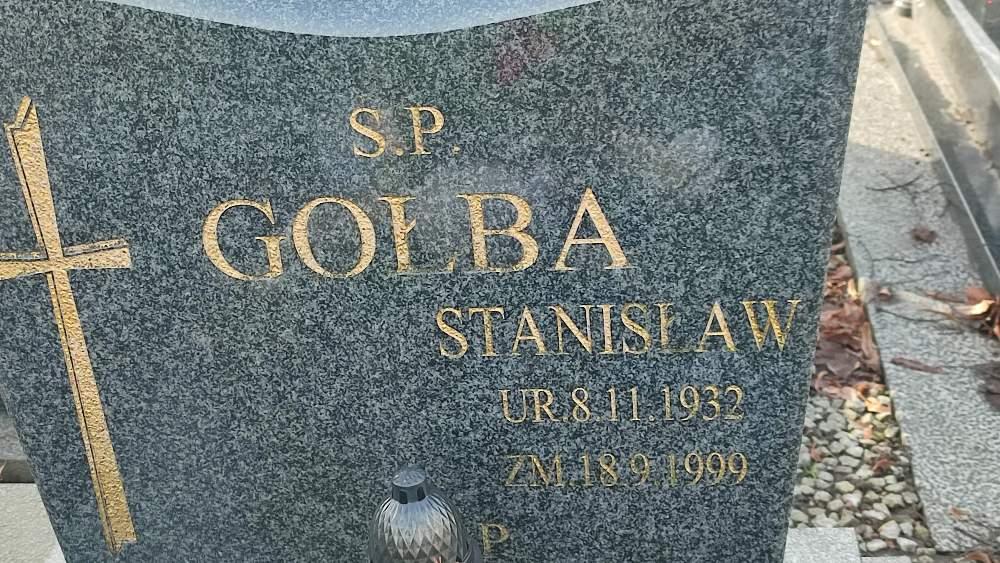 S.P.
GOŁBA
STANISŁAW
UR.8.11.1932
ZM.18 9.1999
P